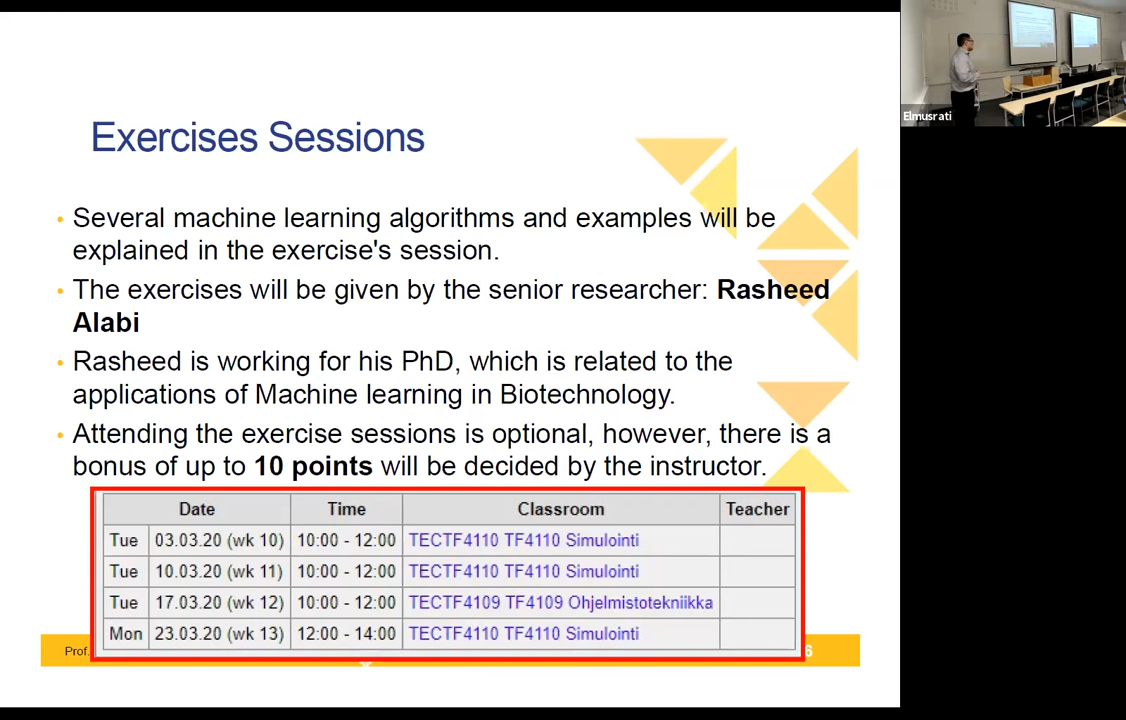 Exercises Sessions
• Several machine learning algorithms and examples will be
explained in the exercise's session.
• The exercises will be given by the senior researcher: Rasheed
Alabi
• Rasheed is working for his PhD, which is related to the
applications of Machine learning in Biotechnology.
• Attending the exercise sessions is optional, however, there is a
bonus of up to 10 points will be decided by the instructor.
Date Time Classroom Teacher
Tue 03.03.20 (wk 10) 10:00 - 12:00 TECTF4110 TF4110 Simulointi
Tue 10.03.20 (wk 11) 10:00 - 12:00 TECTF4110 TF4110 Simulointi
Tue 17.03.20 (wk 12) 10:00 - 12:00 TECTF4109 TF4109 Ohjelmistotekniikka
Mon 23.03.20 (wk 13) 12:00 - 14:00 TECTF4110 TF4110 Simulointi
Prof. 6
Elmusrati